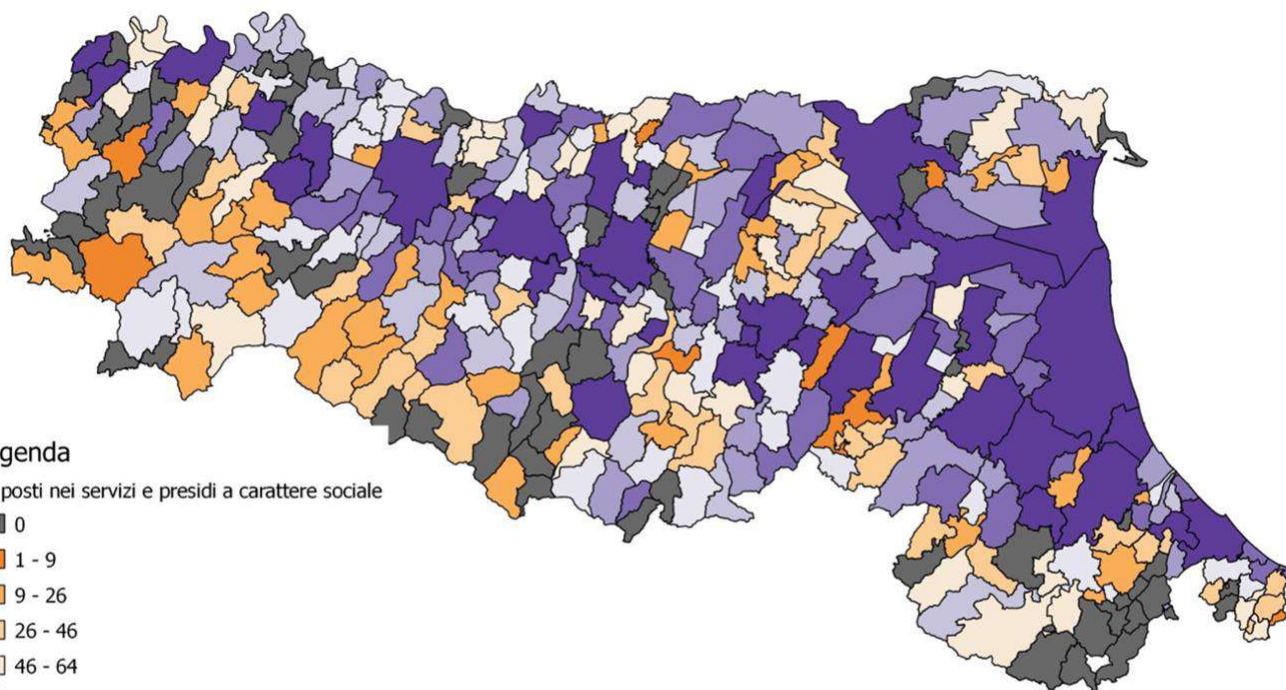 genda
posti nei servizi e presidi a carattere sociale
0
1 - 9
9 - 26
26 - 46
46 - 64